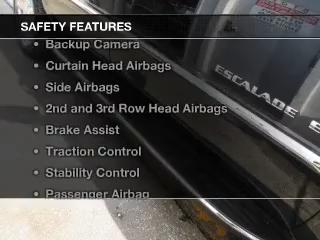 SAFETY FEATURES
• Backup Camera
• Curtain Head Airbags
• Side Airbags
• 2nd and 3rd Row Head Airbags
• Brake Assist
• Traction Control
• Stability Control
• Passenger Airbag
ESCALADE